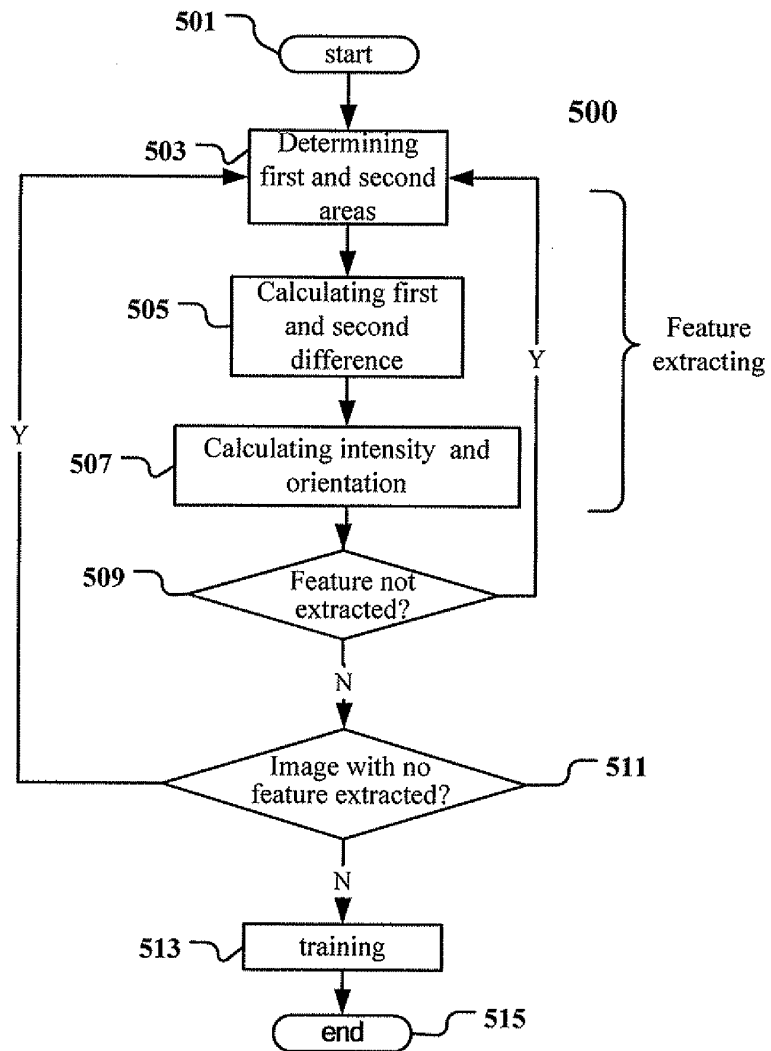 501
start
500
503
Determining
first and second
areas
505
Calculating first
and second
difference
Feature
extracting
Y
Y
507
Calculating intensity and
orientation
509
Feature not
extracted?
N
Image with no
feature extracted?
511
N
513
training
end
515